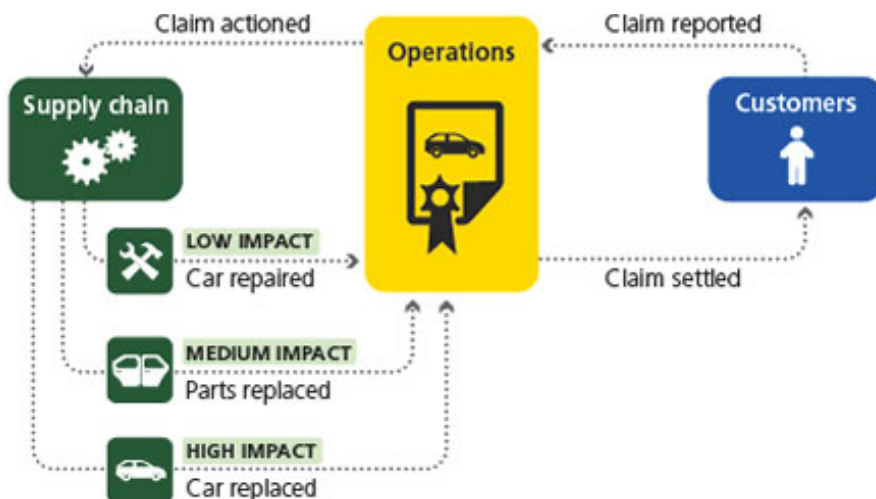 Claim actioned
Operations
Claim reported
Supply chain
Customers
LOW IMPACT
Car repaired
Claim settled
MEDIUM IMPACT
Parts replaced
HIGH IMPACT
Car replaced